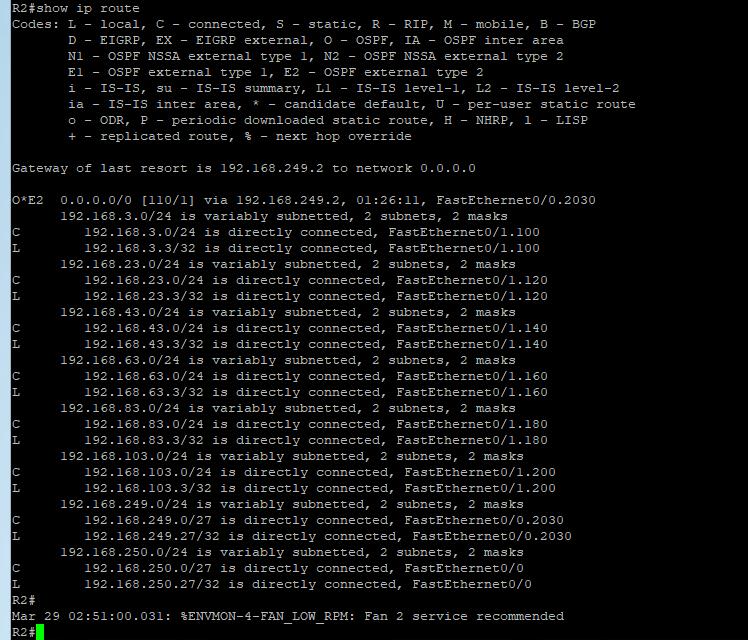 R2#show ip route
Codes: L - local, C - connected, S - static, R - RIP, M - mobile, B - BGP
       D - EIGRP, EX - EIGRP external, O - OSPF, IA - OSPF inter area
       N1 - OSPF NSSA external type 1, N2 - OSPF NSSA external type 2
       E1 - OSPF external type 1, E2 - OSPF external type 2
       i - IS-IS, su - IS-IS summary, L1 - IS-IS level-1, L2 - IS-IS level-2
       ia - IS-IS inter area, * - candidate default, U - per-user static route
       o - ODR, P - periodic downloaded static route, H - NHRP, l - LISP
       + - replicated route, % - next hop override

Gateway of last resort is 192.168.249.2 to network 0.0.0.0

O*E2  0.0.0.0/0 [110/1] via 192.168.249.2, 01:26:11, FastEthernet0/0.2030
      192.168.3.0/24 is variably subnetted, 2 subnets, 2 masks
C        192.168.3.0/24 is directly connected, FastEthernet0/1.100
L        192.168.3.3/32 is directly connected, FastEthernet0/1.100
      192.168.23.0/24 is variably subnetted, 2 subnets, 2 masks
C        192.168.23.0/24 is directly connected, FastEthernet0/1.120
L        192.168.23.3/32 is directly connected, FastEthernet0/1.120
      192.168.43.0/24 is variably subnetted, 2 subnets, 2 masks
C        192.168.43.0/24 is directly connected, FastEthernet0/1.140
L        192.168.43.3/32 is directly connected, FastEthernet0/1.140
      192.168.63.0/24 is variably subnetted, 2 subnets, 2 masks
C        192.168.63.0/24 is directly connected, FastEthernet0/1.160
L        192.168.63.3/32 is directly connected, FastEthernet0/1.160
      192.168.83.0/24 is variably subnetted, 2 subnets, 2 masks
C        192.168.83.0/24 is directly connected, FastEthernet0/1.180
L        192.168.83.3/32 is directly connected, FastEthernet0/1.180
      192.168.103.0/24 is variably subnetted, 2 subnets, 2 masks
C        192.168.103.0/24 is directly connected, FastEthernet0/1.200
L        192.168.103.3/32 is directly connected, FastEthernet0/1.200
      192.168.249.0/24 is variably subnetted, 2 subnets, 2 masks
C        192.168.249.0/27 is directly connected, FastEthernet0/0.2030
L        192.168.249.27/32 is directly connected, FastEthernet0/0.2030
      192.168.250.0/24 is variably subnetted, 2 subnets, 2 masks
C        192.168.250.0/27 is directly connected, FastEthernet0/0
L        192.168.250.27/32 is directly connected, FastEthernet0/0
R2#
Mar 29 02:51:00.031: %ENVMON-4-FAN_LOW_RPM: Fan 2 service recommended
R2#